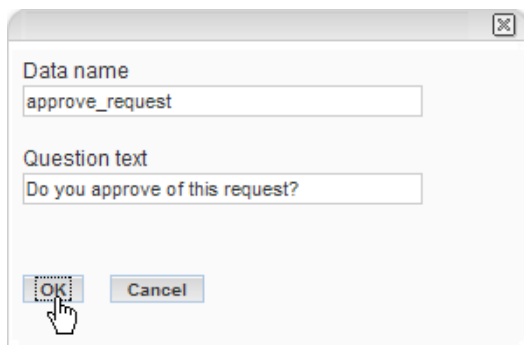 Data name
approve_request
Question text
Do you approve of this request?
OK Cancel